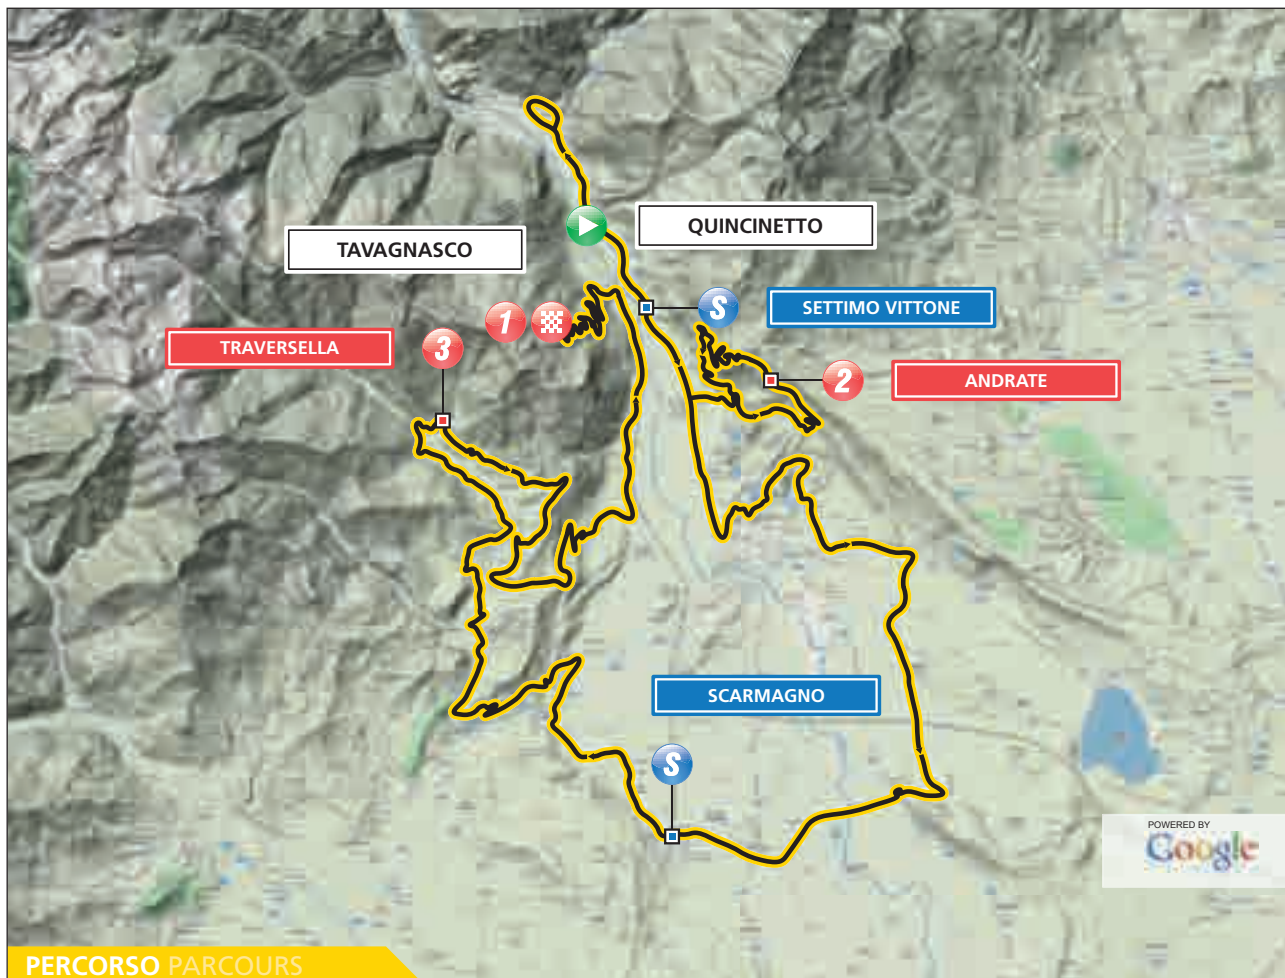 QUINCINETTO
TAVAGNASCO
S
SETTIMO VITTONE
1
TRAVERSELLA
3
2
ANDRATE
SCARMAGNO
S
POWERED BY
Google
PERCORSO PARCOURS